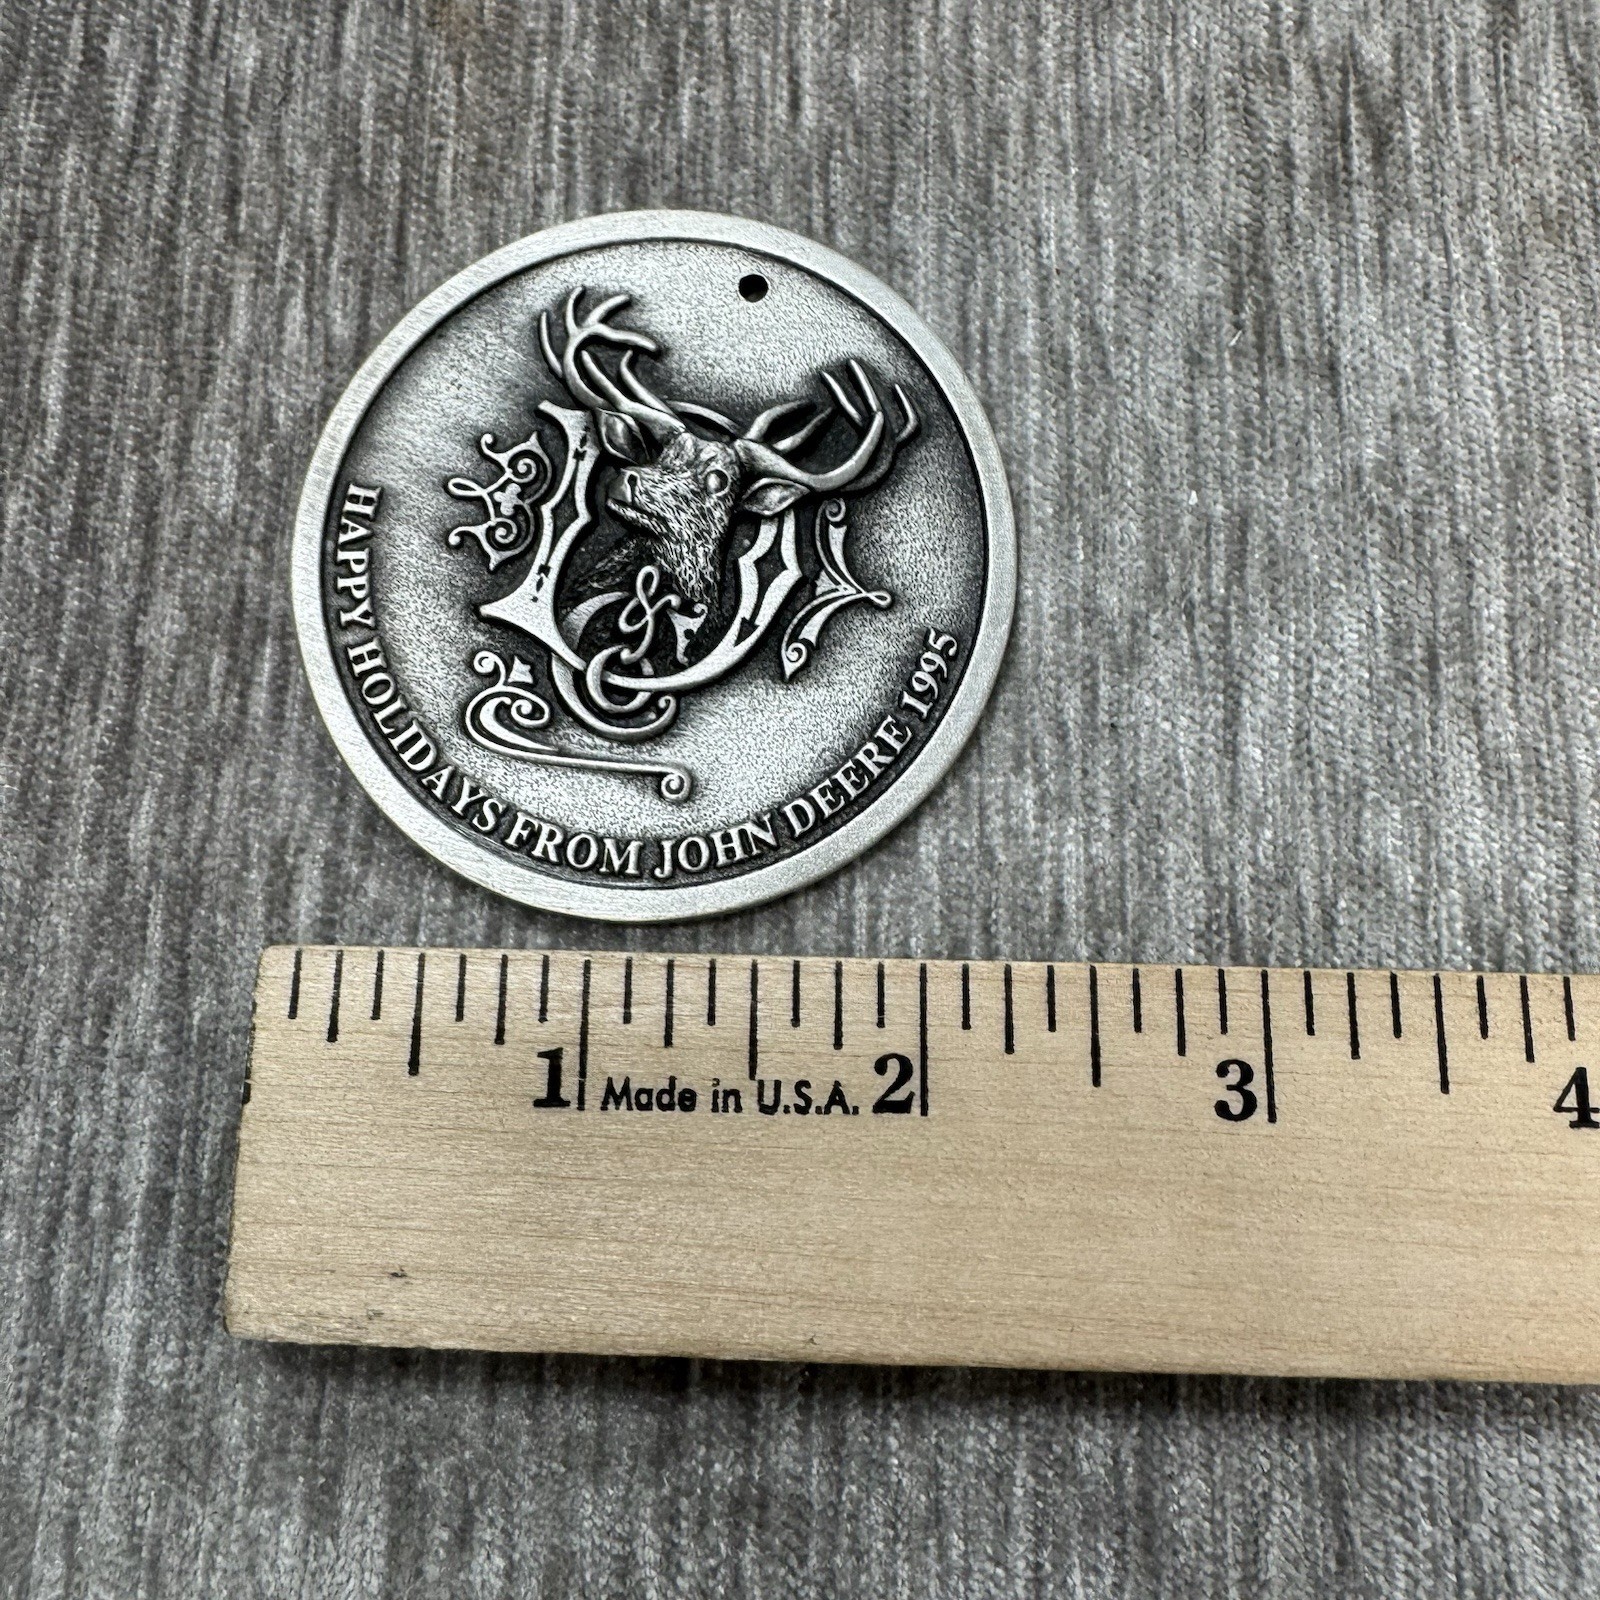 HAPPY HOLIDAYS FROM JOHN DEERE 1995
&
1 Made in U.S.A. 2 3 4